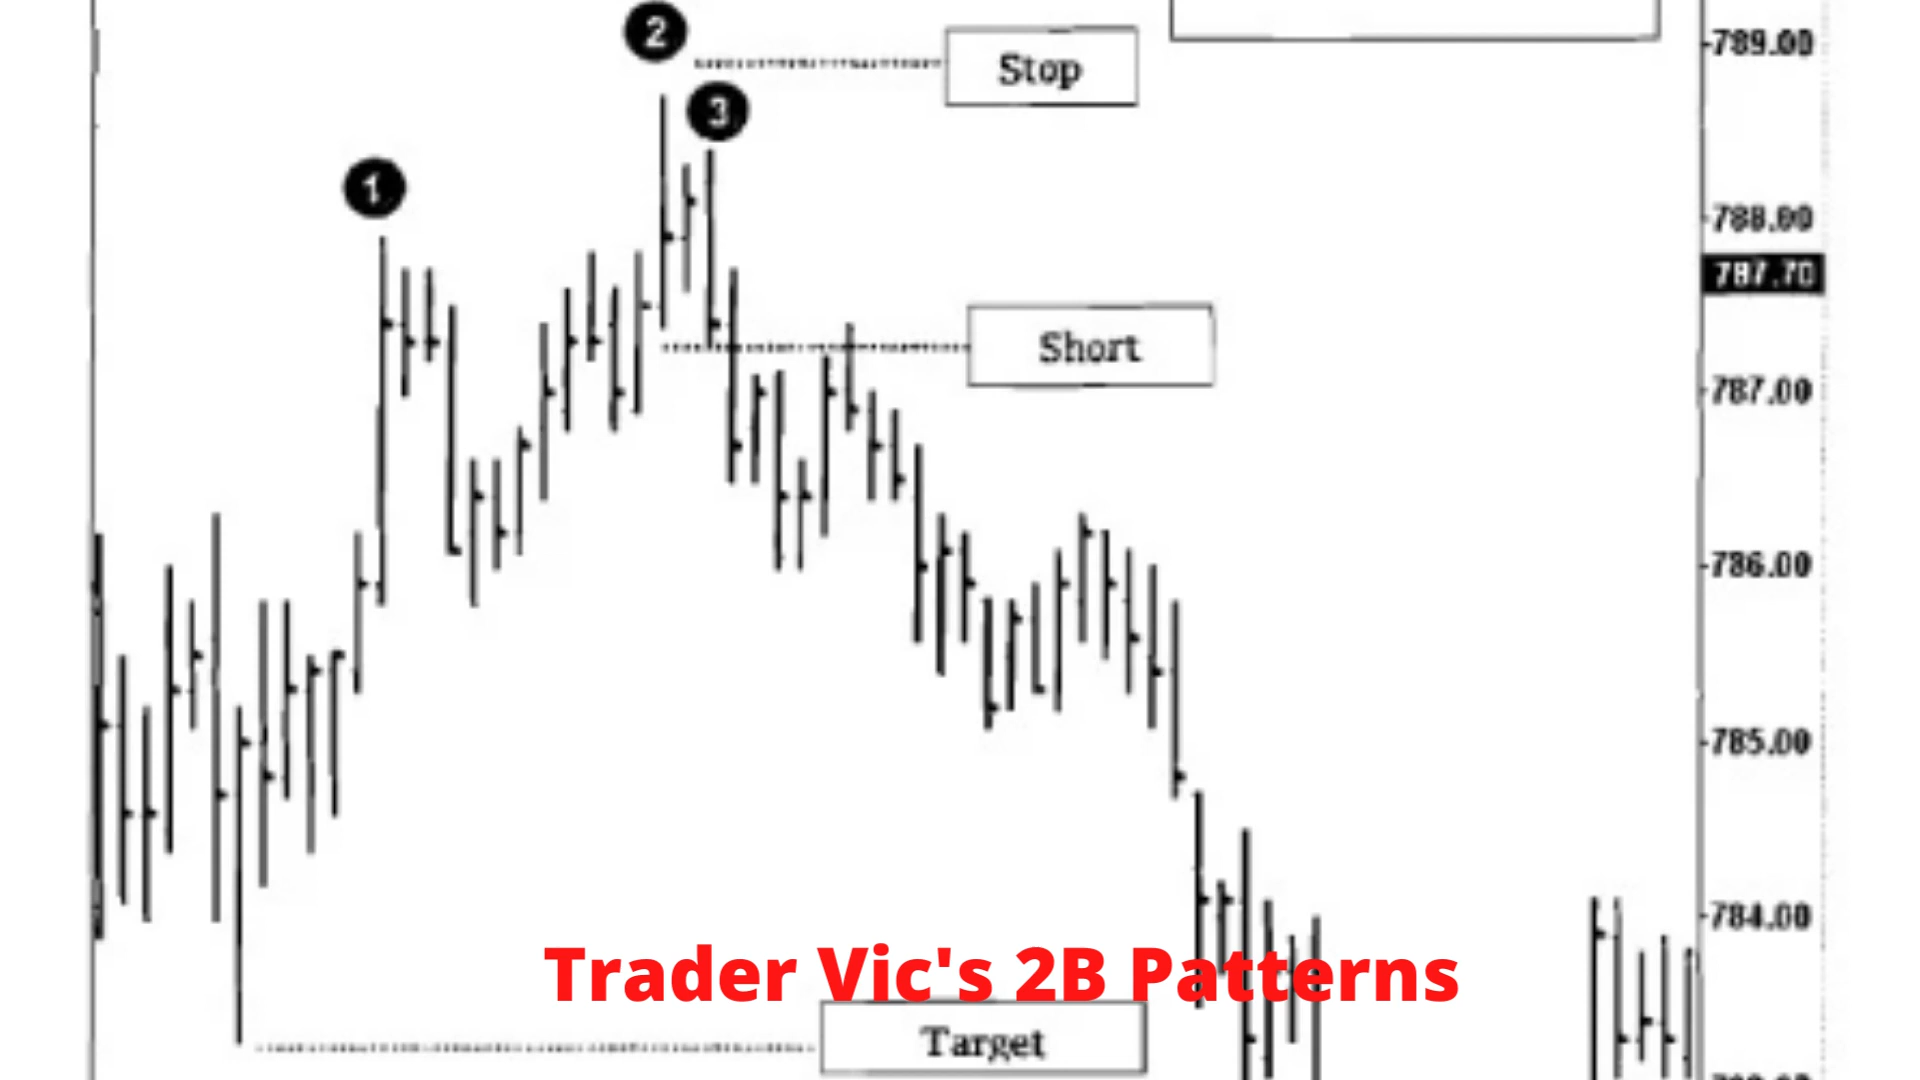 2
789.00
Stop
3
1
788.00
787.70
Short
787.00
786.00
785.00
784.00
Trader Vic's 2B Patterns
Target